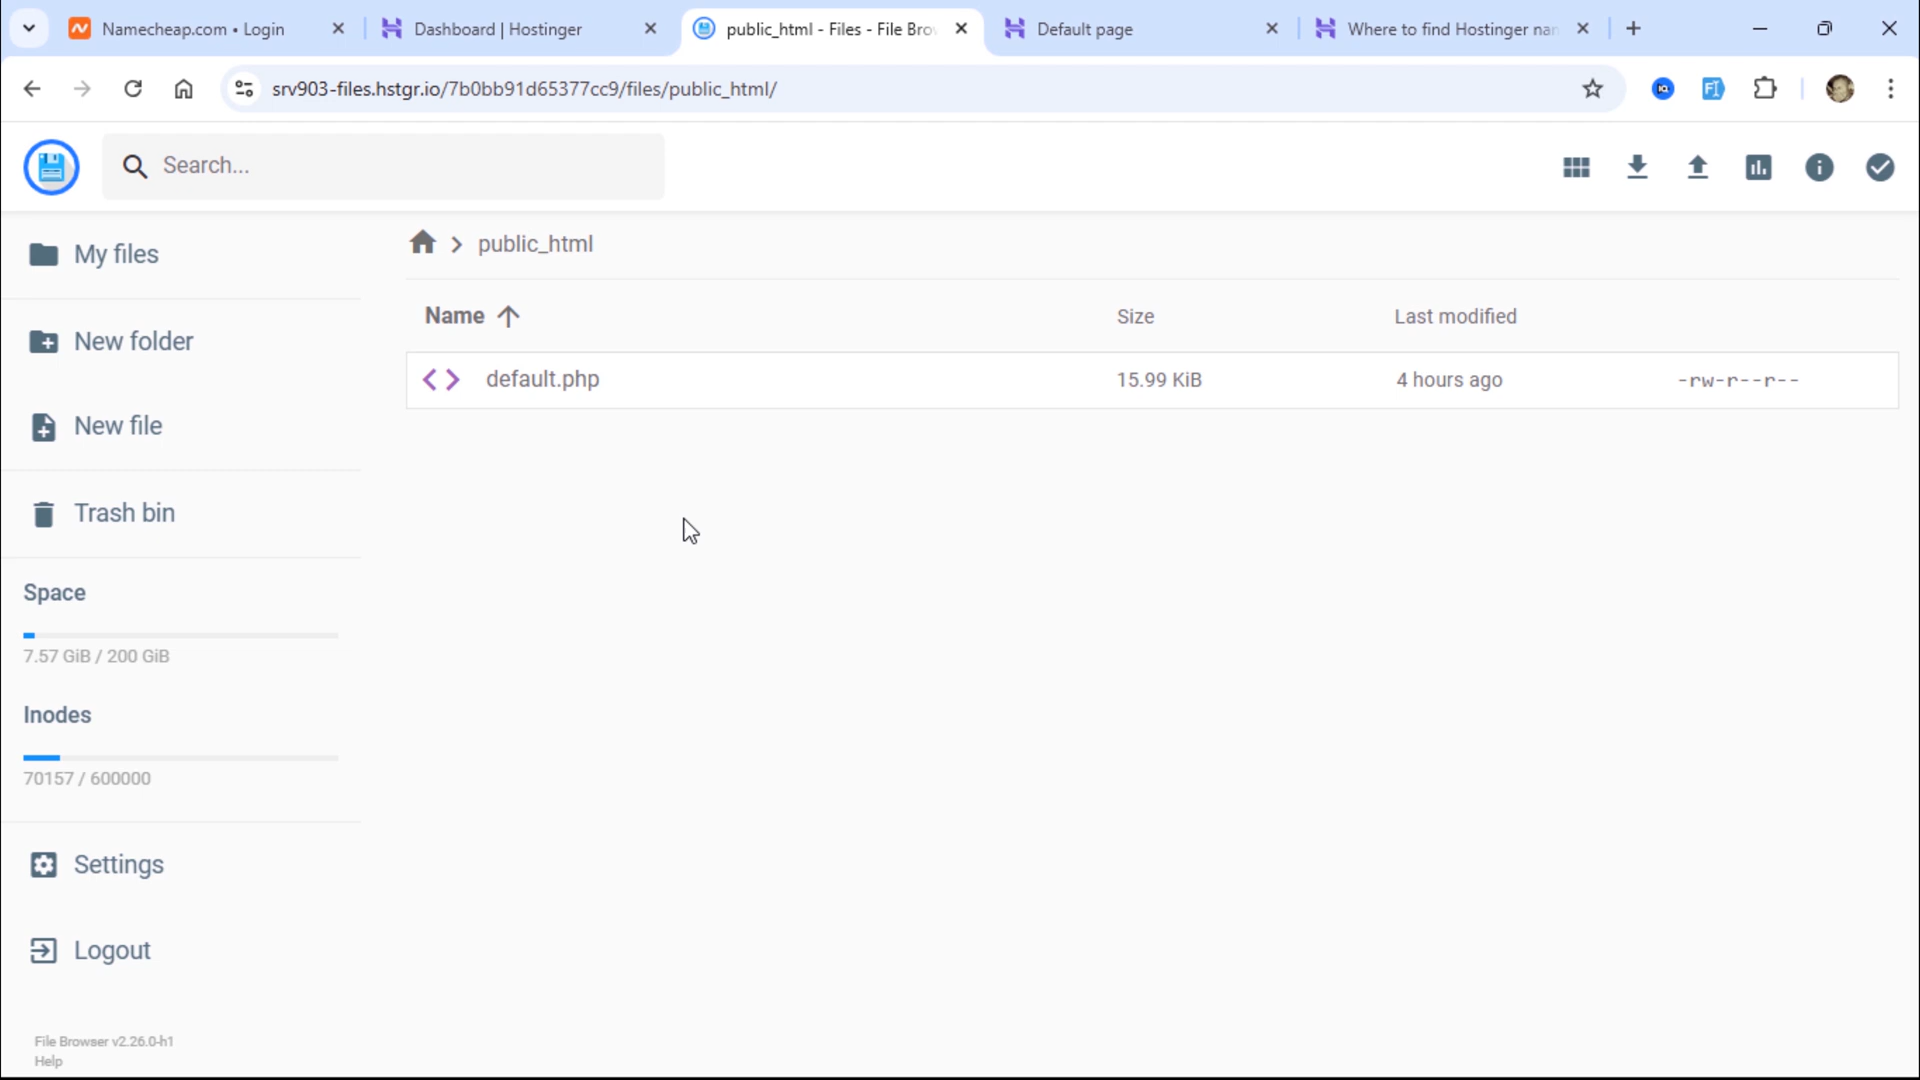 Namecheap.com • Login
Dashboard | Hostinger
public_html - Files - File Bro
Default page
Where to find Hostinger nan
srv903-files.hstgr.io/7b0bb91d65377cc9/files/public_html/
Search...
My files
public_html
Name
Size
Last modified
New folder
default.php
15.99 KiB
4 hours ago
-rw-r--r--
New file
Trash bin
Space
7.57 GiB / 200 GiB
Inodes
70157 / 600000
Settings
Logout
File Browser v2.26.0-h1
Help